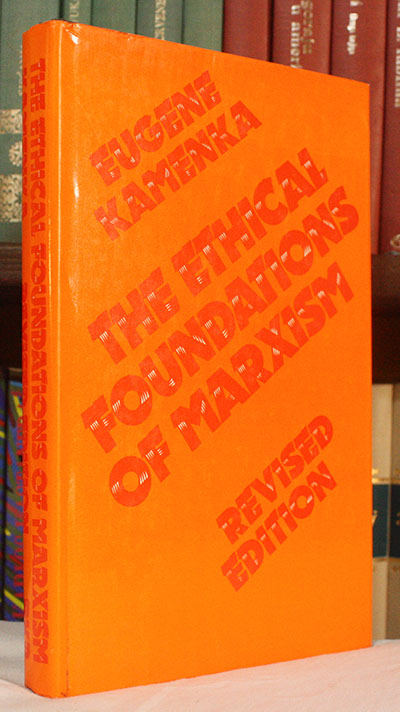 EUGENE
KAMENKA
THE ETHICAL
FOUNDATIONS
OF MARXISM
REVISED
EDITION
THE ETHICAL FOUNDATIONS OF MARXISM